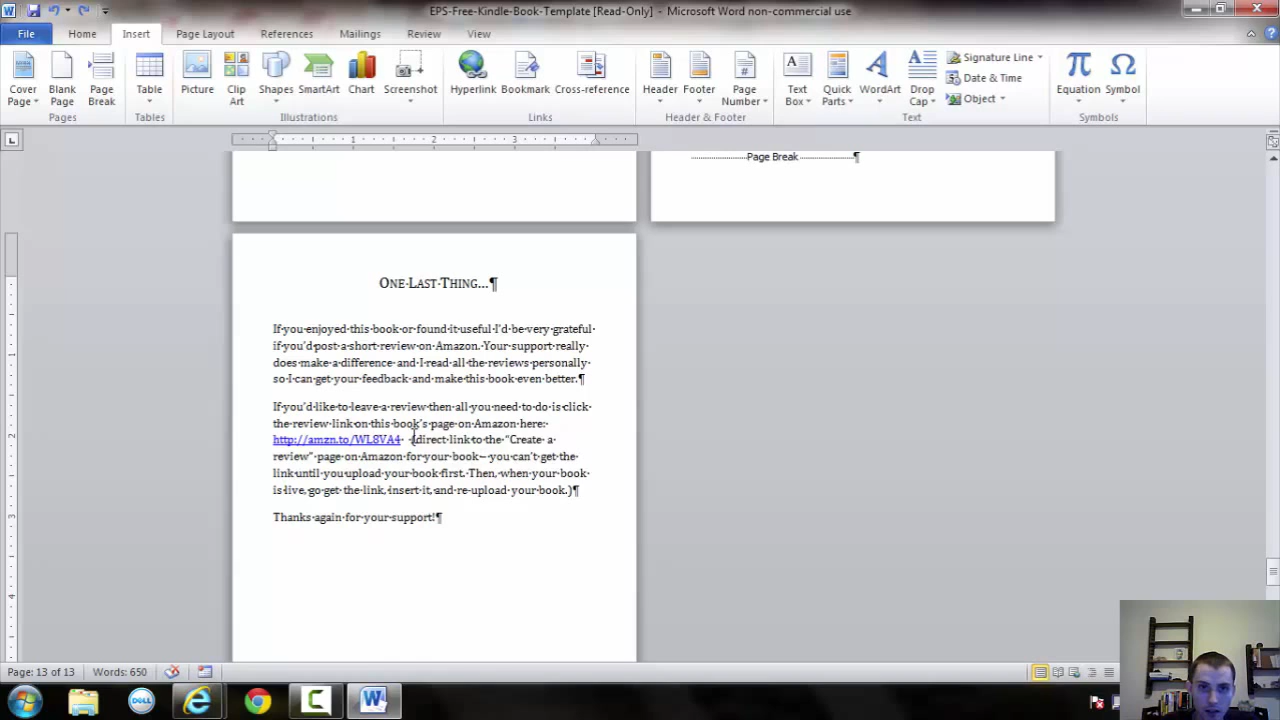 EPS-Free-Kindle-Book-Template [Read-Only] - Microsoft Word non-commercial use
File Home Insert Page Layout References Mailings Review View
Cover Page Blank Page Page Break Table Picture Clip Art Shapes SmartArt Chart Screenshot Hyperlink Bookmark Cross-reference Header Footer Page Number Text Box Quick Parts WordArt Drop Cap Signature Line Date & Time Object Equation Symbol
Pages Tables Illustrations Links Header & Footer Text Symbols
1 2 3
Page Break ¶
ONE·LAST·THING...¶
If·you·enjoyed·this·book·or·found·it·useful·I'd·be·very·grateful·
if·you'd·post·a·short·review·on·Amazon.·Your·support·really·
does·make·a·difference·and·I·read·all·the·reviews·personally·
so·I·can·get·your·feedback·and·make·this·book·even·better.¶
If·you'd·like·to·leave·a·review·then·all·you·need·to·do·is·click·
the·review·link·on·this·book's·page·on·Amazon·here:·
http://amzn.to/WL8VA4·(direct·link·to·the·"Create·a·
review"·page·on·Amazon·for·your·book–·you·can't·get·the·
link·until·you·upload·your·book·first.·Then,·when·your·book·
is·live,·go·get·the·link,·insert·it,·and·re-upload·your·book.)¶
Thanks·again·for·your·support!¶
1
2
3
4
Page: 13 of 13 Words: 650
DELL